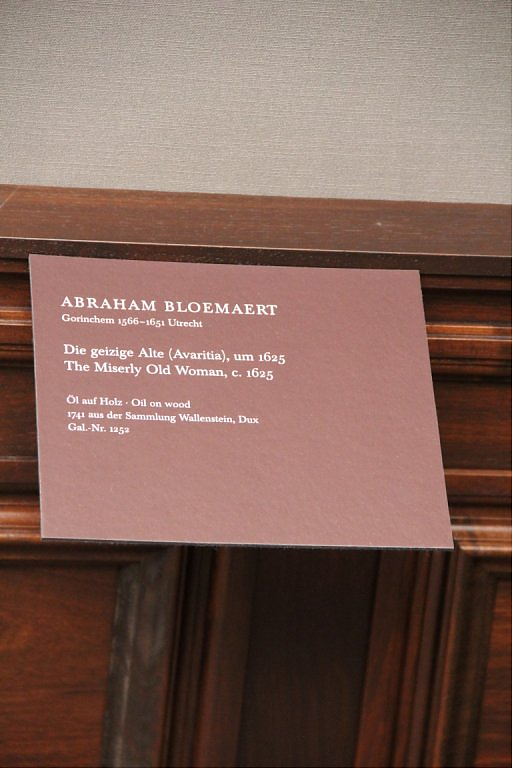 ABRAHAM BLOEMAERT
Gorinchem 1566–1651 Utrecht
Die geizige Alte (Avaritia), um 1625
The Miserly Old Woman, c. 1625
Öl auf Holz · Oil on wood
1741 aus der Sammlung Wallenstein, Dux
Gal.-Nr. 1252